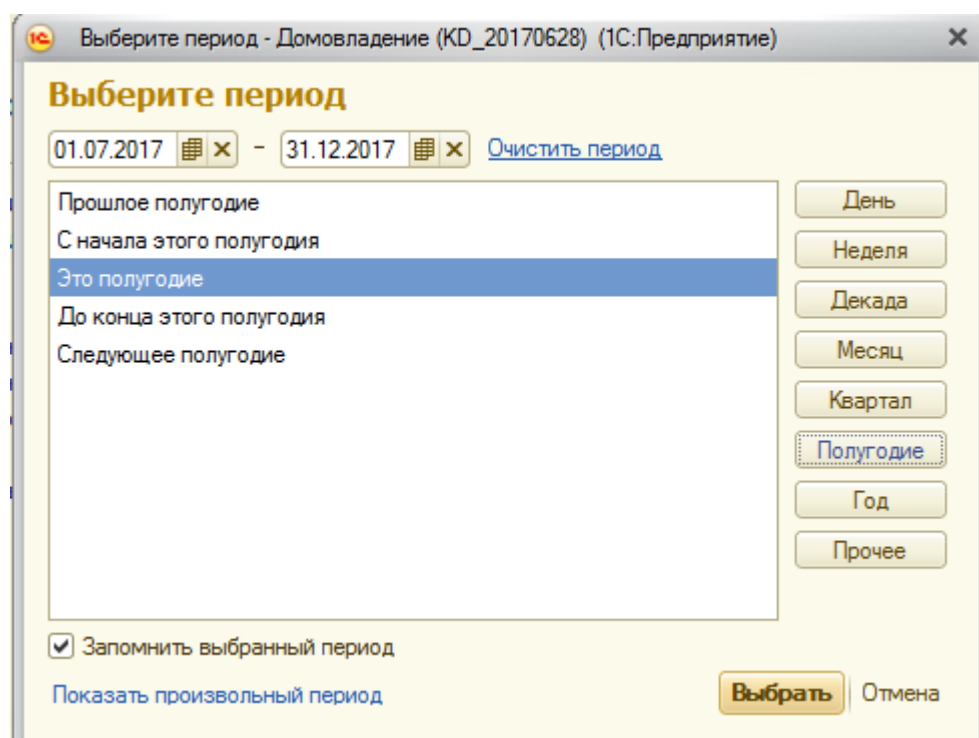 1С Выберите период - Домовладение (KD_20170628) (1С:Предприятие)
Выберите период
01.07.2017 - 31.12.2017 Очистить период
Прошлое полугодие
С начала этого полугодия
Это полугодие
До конца этого полугодия
Следующее полугодие
День
Неделя
Декада
Месяц
Квартал
Полугодие
Год
Прочее
Запомнить выбранный период
Показать произвольный период
Выбрать Отмена